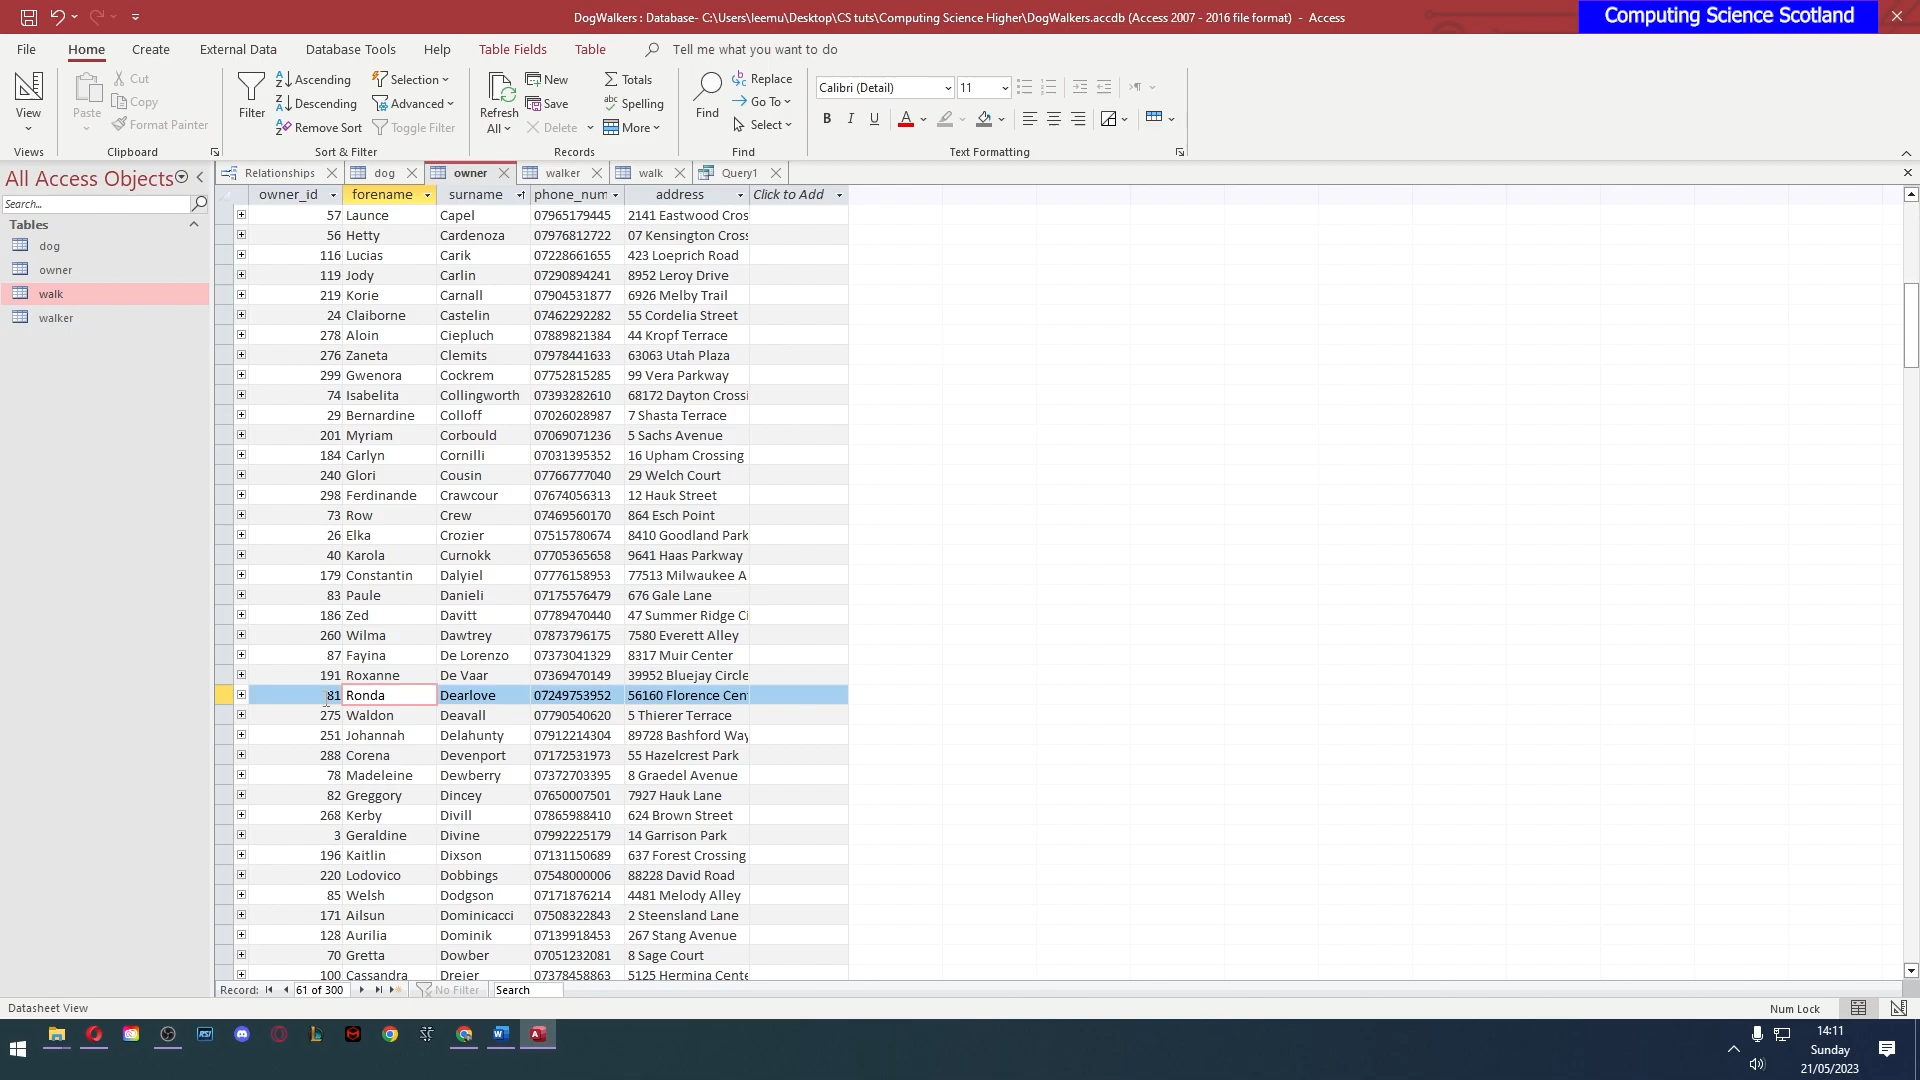 DogWalkers : Database- C:\Users\leemu\Desktop\CS tuts\Computing Science Higher\DogWalkers.accdb (Access 2007 - 2016 file format) - Access
Computing Science Scotland
File Home Create External Data Database Tools Help Table Fields Table Tell me what you want to do
View
Views
Paste
Cut
Copy
Format Painter
Clipboard
Filter
Ascending
Descending
Remove Sort
Selection
Advanced
Toggle Filter
Sort & Filter
Refresh All
New
Save
Delete
Totals
Spelling
More
Records
Find
Replace
Go To
Select
Find
Calibri (Detail) 11
B I U
Text Formatting
All Access Objects
Search...
Tables
dog
owner
walk
walker
Relationships dog owner walker walk Query1
owner_id forename surname phone_num address Click to Add
57 Launce Capel 07965179445 2141 Eastwood Cros
56 Hetty Cardenoza 07976812722 07 Kensington Cross
116 Lucias Carik 07228661655 423 Loeprich Road
119 Jody Carlin 07290894241 8952 Leroy Drive
219 Korie Carnall 07904531877 6926 Melby Trail
24 Claiborne Castelin 07462292282 55 Cordelia Street
278 Aloin Ciepluch 07889821384 44 Kropf Terrace
276 Zaneta Clemits 07978441633 63063 Utah Plaza
299 Gwenora Cockrem 07752815285 99 Vera Parkway
74 Isabelita Collingworth 07393282610 68172 Dayton Crossi
29 Bernardine Colloff 07026028987 7 Shasta Terrace
201 Myriam Corbould 07069071236 5 Sachs Avenue
184 Carlyn Cornilli 07031395352 16 Upham Crossing
240 Glori Cousin 07766777040 29 Welch Court
298 Ferdinande Crawcour 07674056313 12 Hauk Street
73 Row Crew 07469560170 864 Esch Point
26 Elka Crozier 07515780674 8410 Goodland Park
40 Karola Curnokk 07705365658 9641 Haas Parkway
179 Constantin Dalyiel 07776158953 77513 Milwaukee A
83 Paule Danieli 07175576479 676 Gale Lane
186 Zed Davitt 07789470440 47 Summer Ridge Ci
260 Wilma Dawtrey 07873796175 7580 Everett Alley
87 Fayina De Lorenzo 07373041329 8317 Muir Center
191 Roxanne De Vaar 07369470149 39952 Bluejay Circle
81 Ronda Dearlove 07249753952 56160 Florence Cen
275 Waldon Deavall 07790540620 5 Thierer Terrace
251 Johannah Delahunty 07912214304 89728 Bashford Way
288 Corena Devenport 07172531973 55 Hazelcrest Park
78 Madeleine Dewberry 07372703395 8 Graedel Avenue
82 Greggory Dincey 07650007501 7927 Hauk Lane
268 Kerby Divill 07865988410 624 Brown Street
3 Geraldine Divine 07992225179 14 Garrison Park
196 Kaitlin Dixson 07131150689 637 Forest Crossing
220 Lodovico Dobbings 07548000006 88228 David Road
85 Welsh Dodgson 07171876214 4481 Melody Alley
171 Ailsun Dominicacci 07508322843 2 Steensland Lane
128 Aurilia Dominik 07139918453 267 Stang Avenue
70 Gretta Dowber 07051232081 8 Sage Court
100 Cassandra Dreier 07378458863 5125 Hermina Cente
Record: 61 of 300 No Filter Search
Datasheet View
Num Lock
14:11
Sunday
21/05/2023